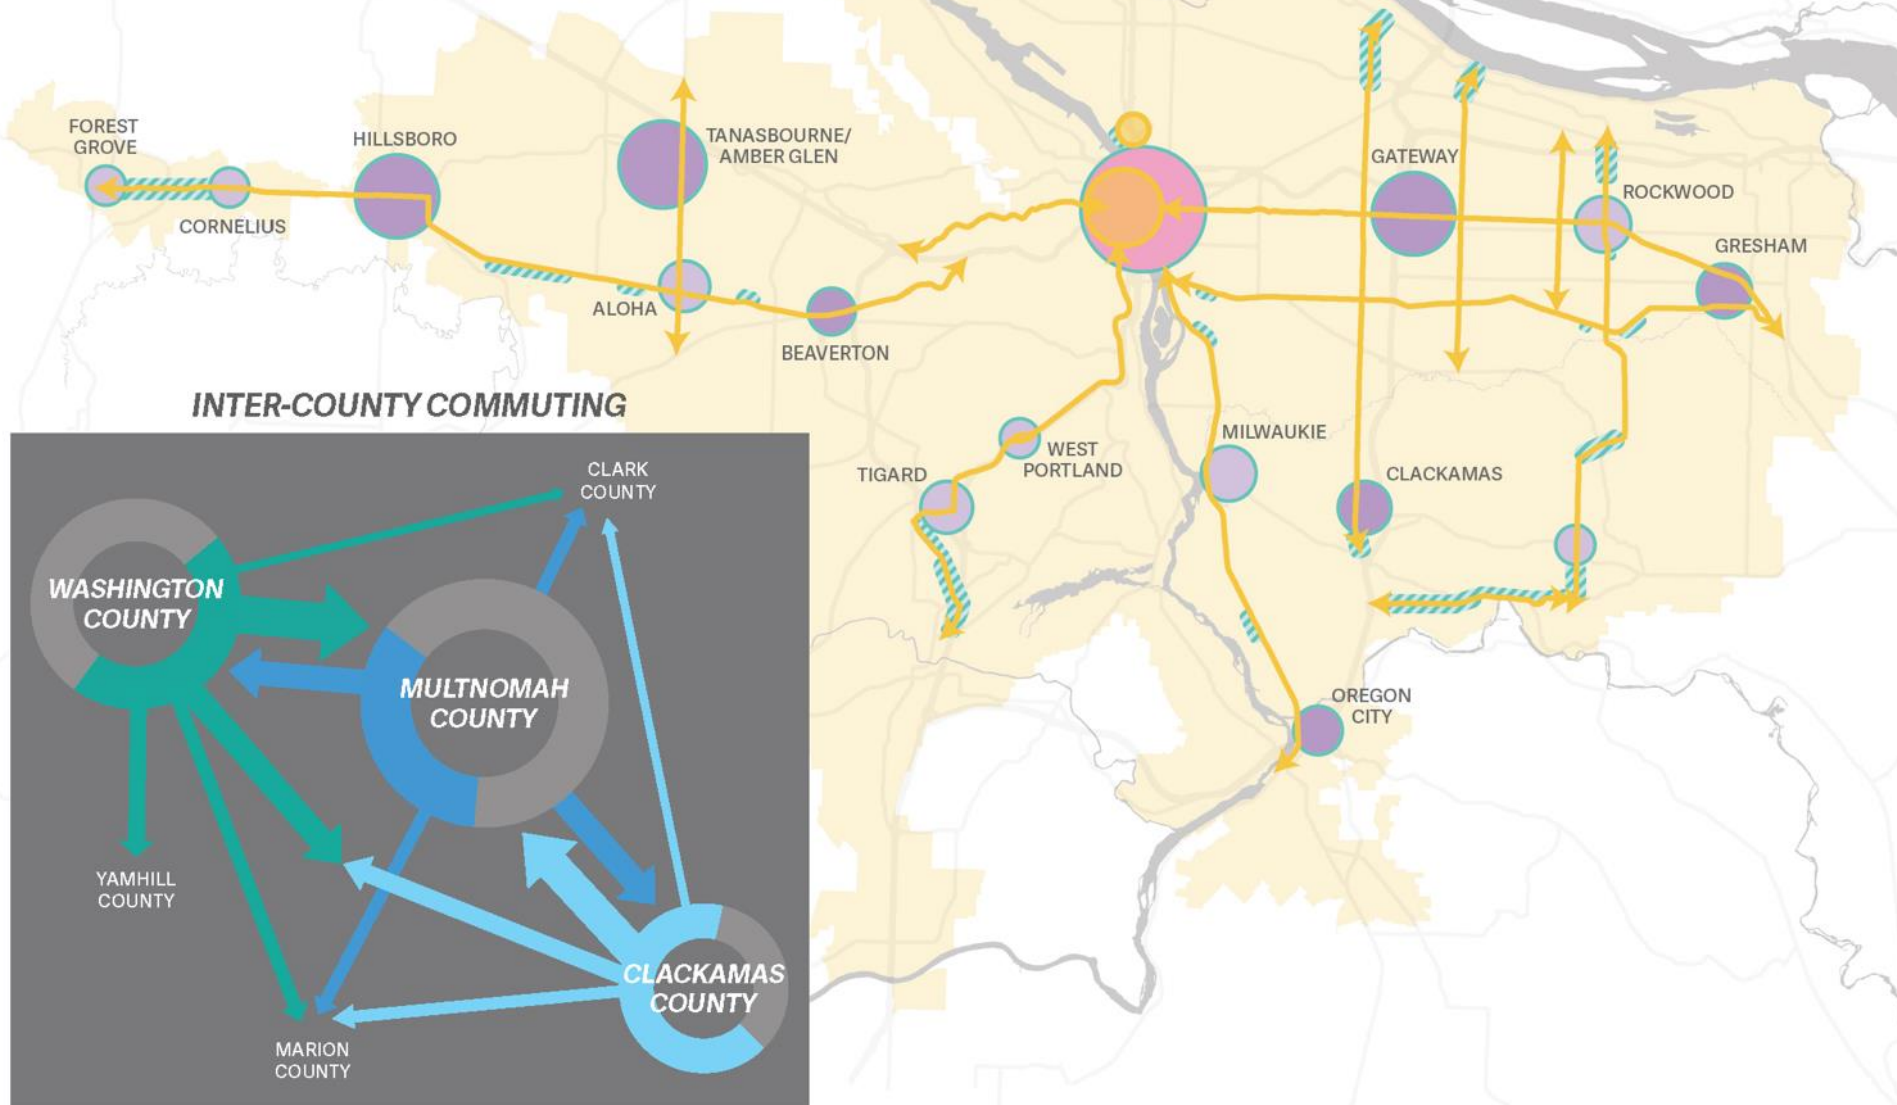 FOREST
GROVE
HILLSBORO
TANASBOURNE/
AMBER GLEN
GATEWAY
ROCKWOOD
CORNELIUS
GRESHAM
ALOHA
BEAVERTON
INTER-COUNTY COMMUTING
MILWAUKIE
WEST
PORTLAND
TIGARD
CLACKAMAS
CLARK
COUNTY
WASHINGTON
COUNTY
MULTNOMAH
COUNTY
OREGON
CITY
YAMHILL
COUNTY
CLACKAMAS
COUNTY
MARION
COUNTY